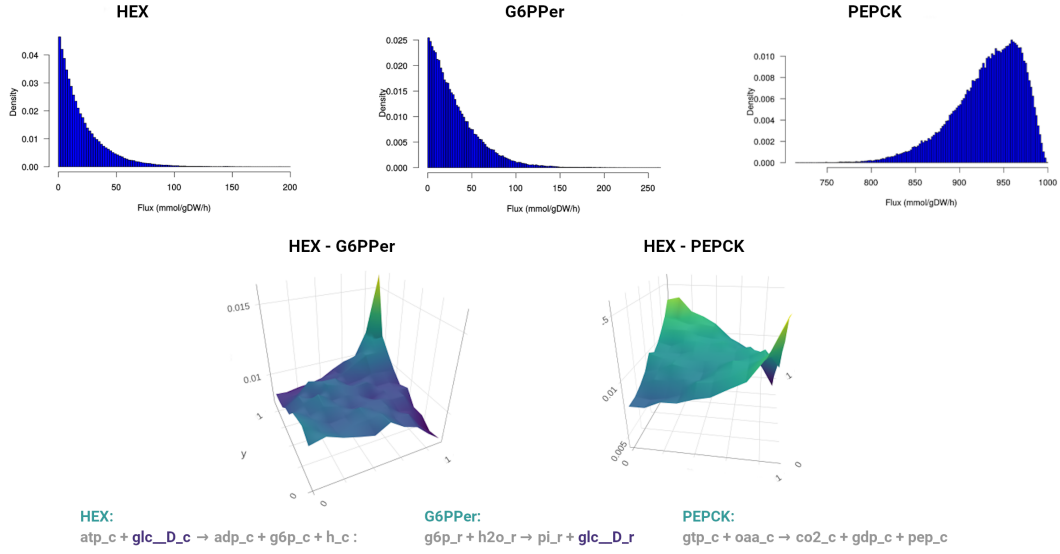 HEX
G6PPer
PEPCK
Density
0.04
0.03
0.02
0.01
0.00
0
50
100
150
200
Flux (mmol/gDW/h)
Density
0.025
0.020
0.015
0.010
0.005
0.000
0
50
100
150
200
250
Flux (mmol/gDW/h)
Density
0.010
0.008
0.006
0.004
0.002
0.000
750
800
850
900
950
1000
Flux (mmol/gDW/h)
HEX - G6PPer
HEX - PEPCK
0.015
0.01
1
y
0
0
1
-5
0.01
0.005
0
1
0
1
HEX:
atp_c + glc__D_c → adp_c + g6p_c + h_c :
G6PPer:
g6p_r + h2o_r → pi_r + glc__D_r
PEPCK:
gtp_c + oaa_c → co2_c + gdp_c + pep_c